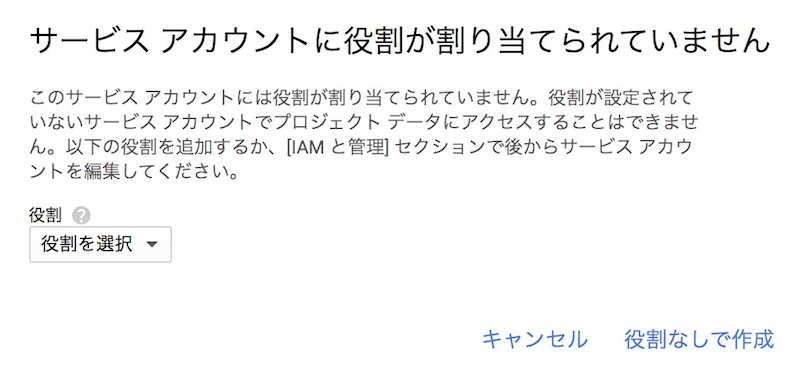 サービス アカウントに役割が割り当てられていません
このサービス アカウントには役割が割り当てられていません。役割が設定されて
いないサービス アカウントでプロジェクト データにアクセスすることはできませ
ん。以下の役割を追加するか、[IAM と管理] セクションで後からサービス アカウ
ントを編集してください。
役割 ?
役割を選択
キャンセル 役割なしで作成